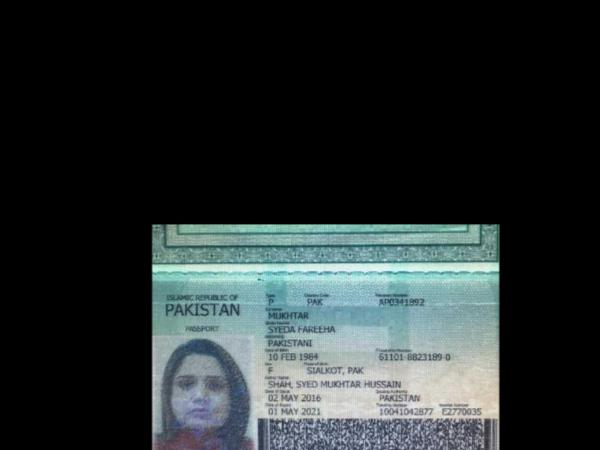 ISLAMIC REPUBLIC OF
PAKISTAN
PASSPORT
Type Country Code Passport Number
P PAK AP0341892
Surname
MUKHTAR
Given Names
SYEDA FAREEHA
Nationality
PAKISTANI
Date of Birth Citizenship Number
10 FEB 1984 61101-8823189-0
Sex Place of Birth
F SIALKOT, PAK
Father Name
SHAH, SYED MUKHTAR HUSSAIN
Date of Issue Issuing Authority
02 MAY 2016 PAKISTAN
Date of Expiry Tracking Number Booklet Number
01 MAY 2021 10041042877 E2770035